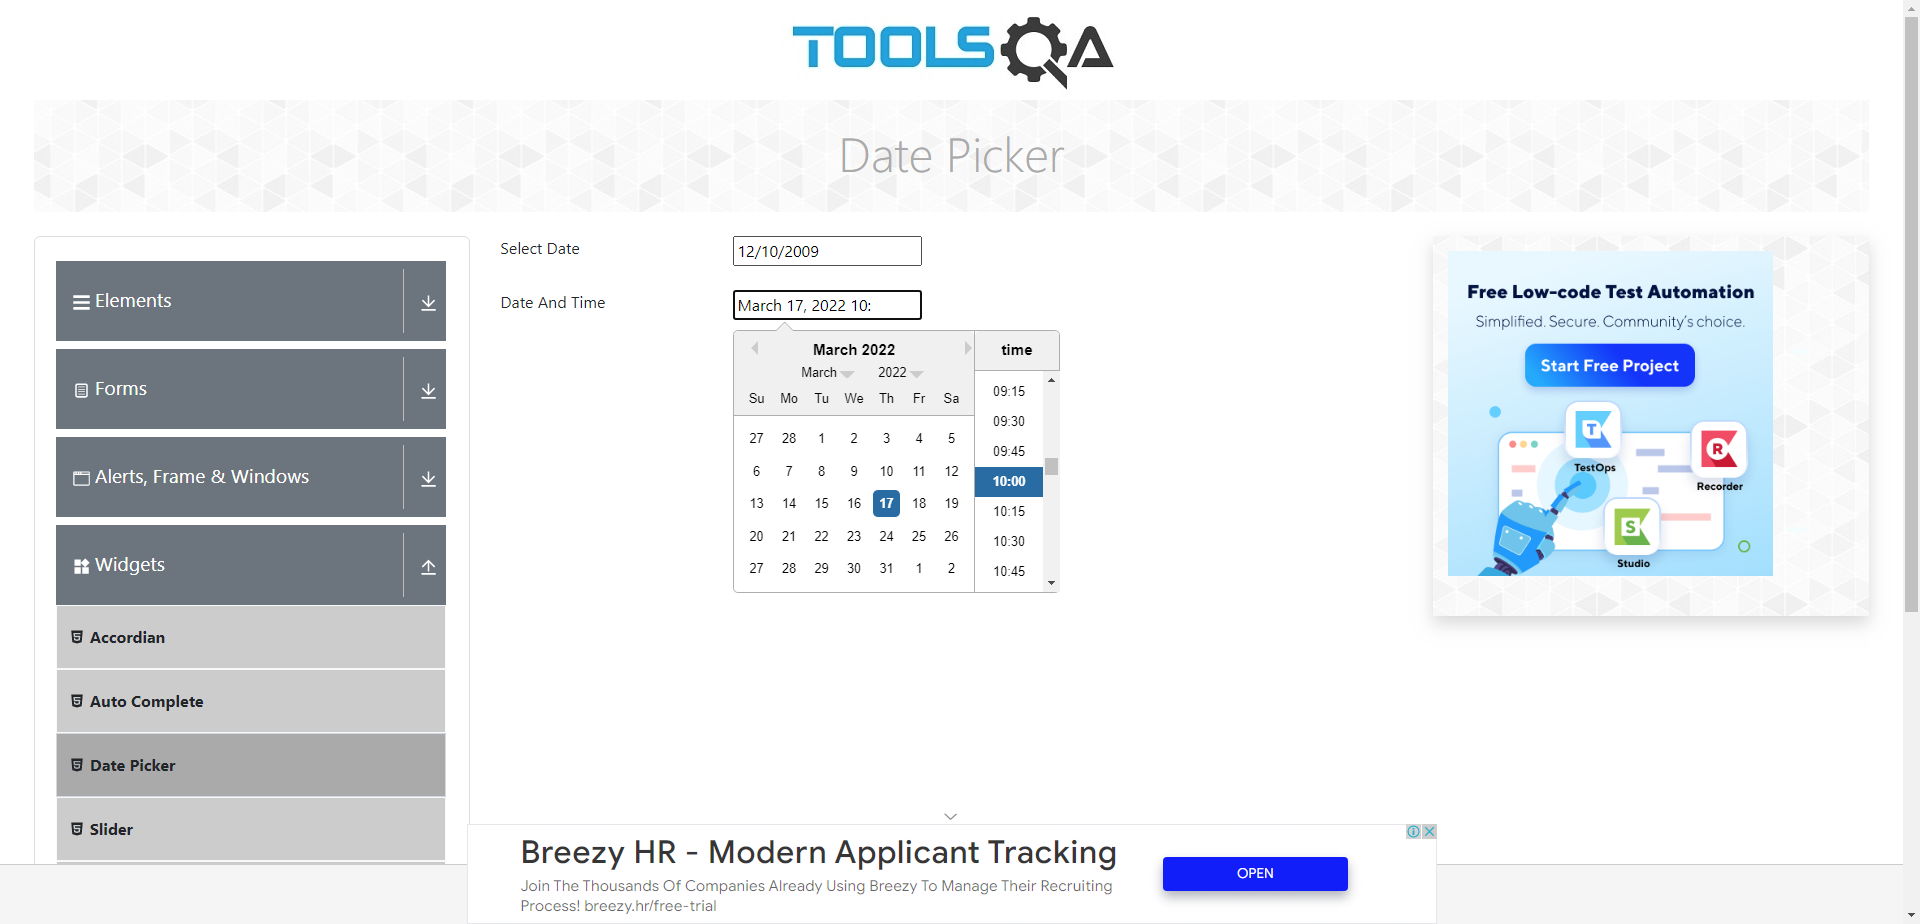 TOOLSQA
Date Picker
Elements
Forms
Alerts, Frame & Windows
Widgets
Accordian
Auto Complete
Date Picker
Slider
Select Date
12/10/2009
Date And Time
March 17, 2022 10:
March 2022
March 2022
Su Mo Tu We Th Fr Sa
27 28 1 2 3 4 5
6 7 8 9 10 11 12
13 14 15 16 17 18 19
20 21 22 23 24 25 26
27 28 29 30 31 1 2
time
09:15
09:30
09:45
10:00
10:15
10:30
10:45
Free Low-code Test Automation
Simplified. Secure. Community's choice.
Start Free Project
T
TestOps
R
Recorder
S
Studio
Breezy HR - Modern Applicant Tracking
Join The Thousands Of Companies Already Using Breezy To Manage Their Recruiting
Process! breezy.hr/free-trial
OPEN